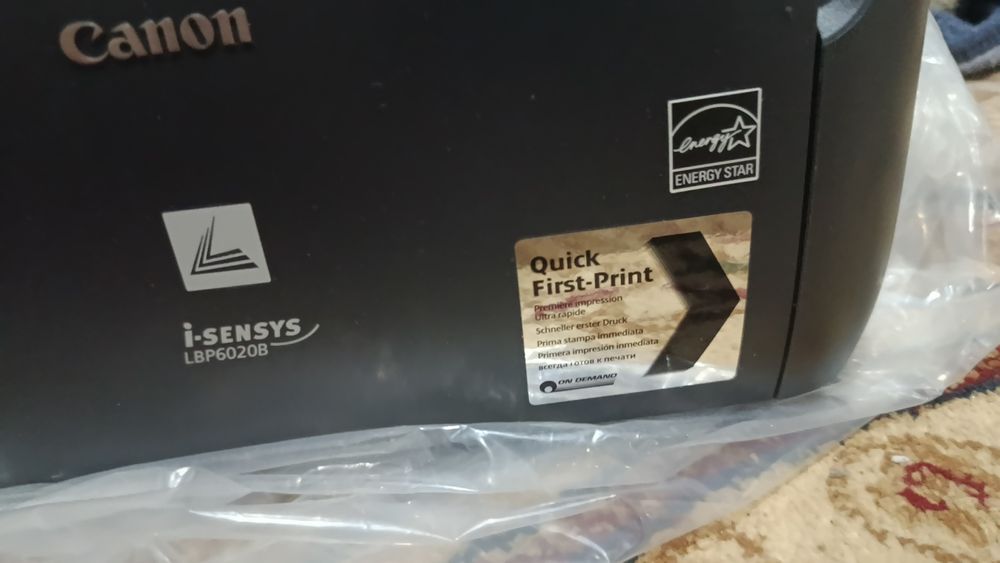 Canon
energy
ENERGY STAR
i-SENSYS
LBP6020B
Quick
First-Print
Première impression
Ultra rapide
Schneller erster Druck
Prima stampa immediata
Primera impresión inmediata
всегда готов к печати
ON DEMAND